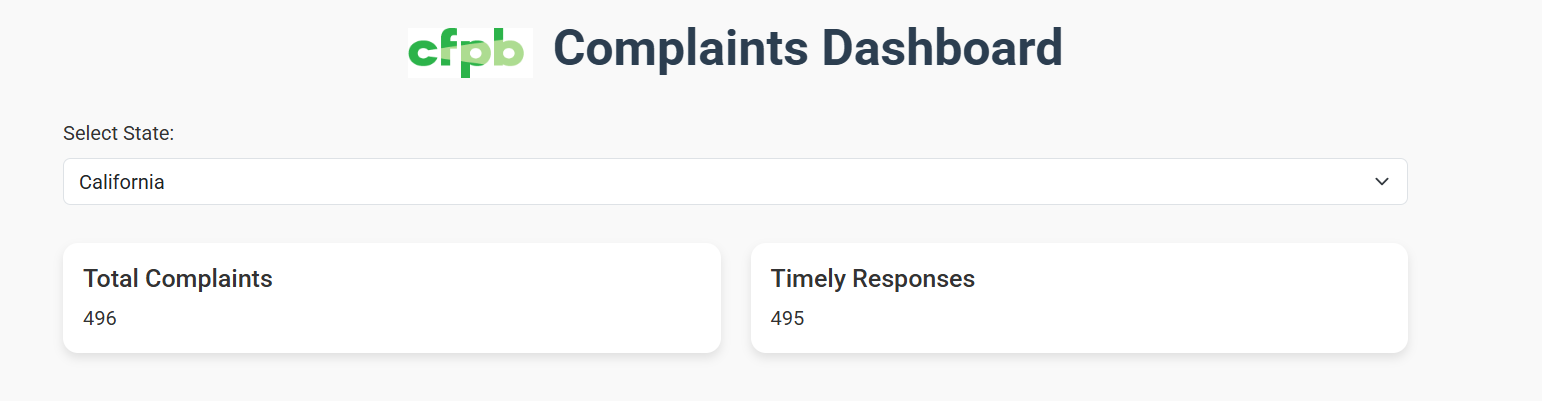 cfpb Complaints Dashboard
Select State:
California
Total Complaints
496
Timely Responses
495